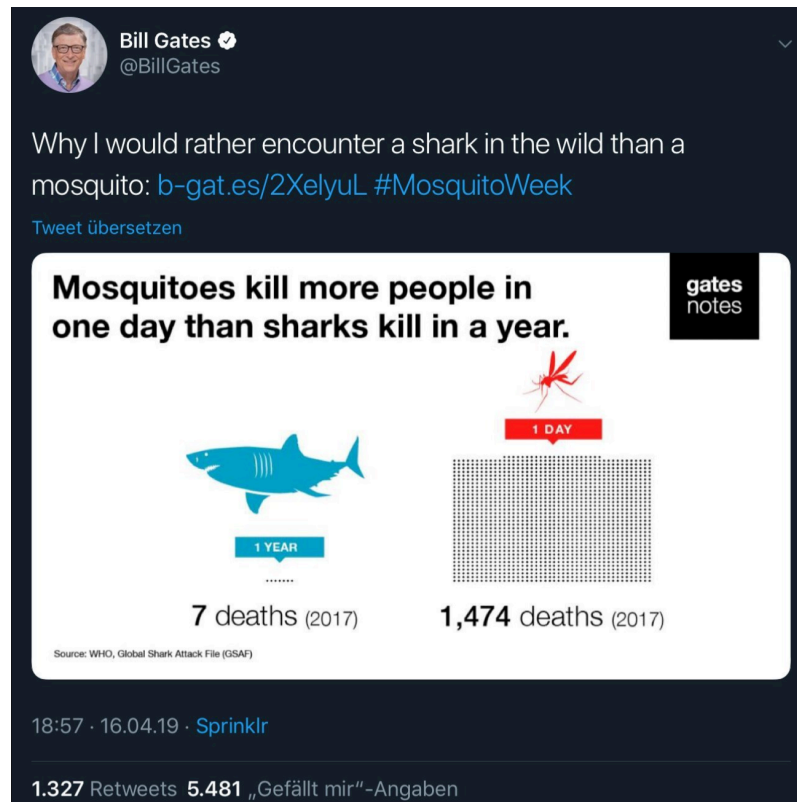 Bill Gates
@BillGates
Why I would rather encounter a shark in the wild than a
mosquito: b-gat.es/2XelyuL #MosquitoWeek
Tweet übersetzen
Mosquitoes kill more people in
one day than sharks kill in a year.
gates
notes
1 DAY
1 YEAR
7 deaths (2017)
1,474 deaths (2017)
Source: WHO, Global Shark Attack File (GSAF)
18:57 · 16.04.19 · Sprinklr
1.327 Retweets 5.481 „Gefällt mir“-Angaben